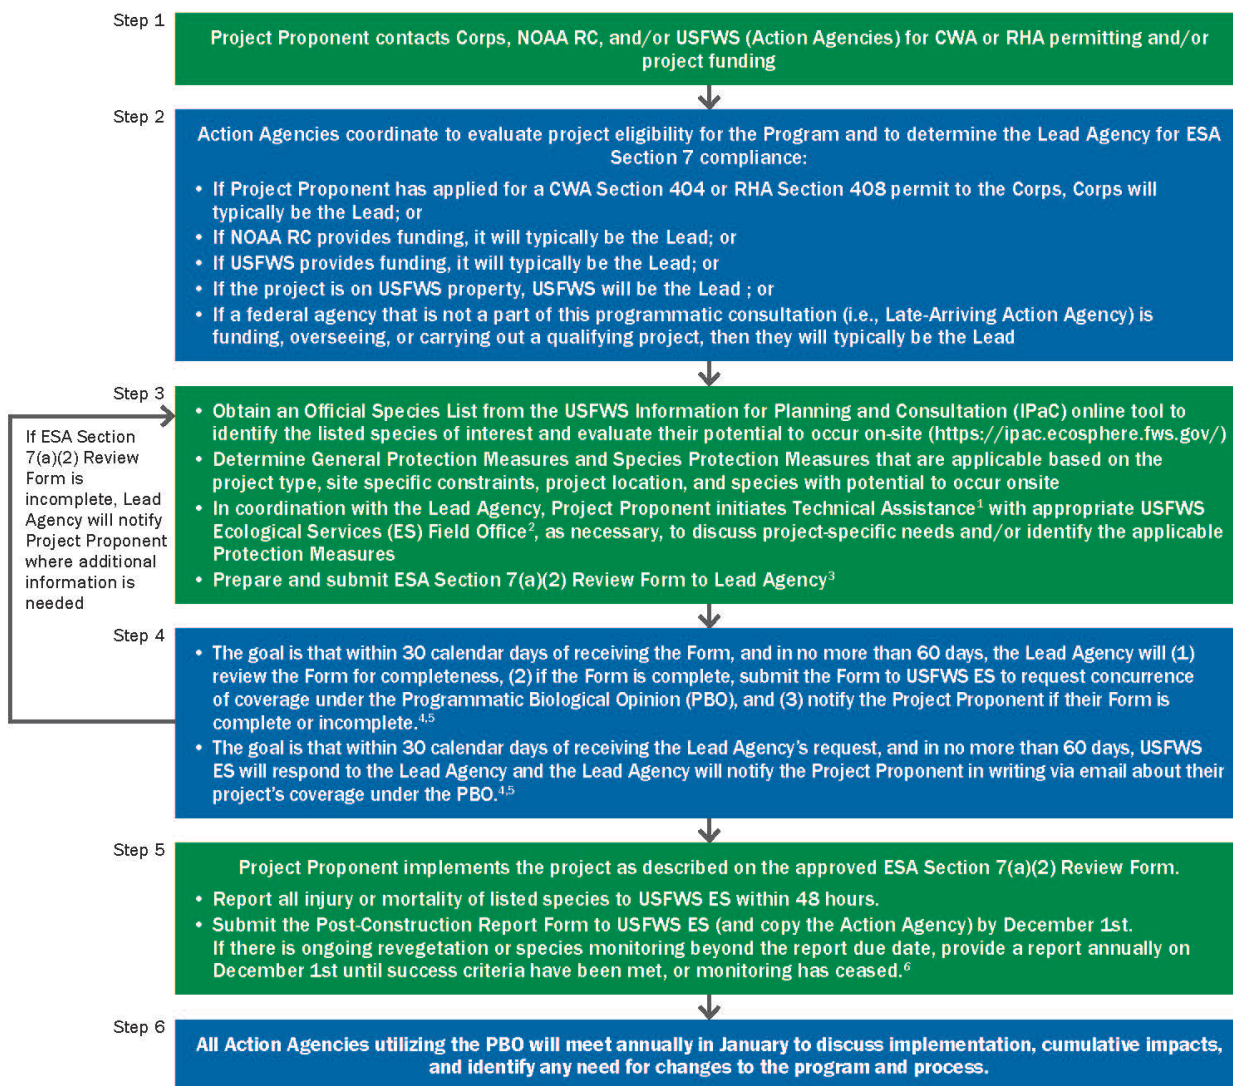 Step 1
Project Proponent contacts Corps, NOAA RC, and/or USFWS (Action Agencies) for CWA or RHA permitting and/or
project funding
Step 2
Action Agencies coordinate to evaluate project eligibility for the Program and to determine the Lead Agency for ESA
Section 7 compliance:
• If Project Proponent has applied for a CWA Section 404 or RHA Section 408 permit to the Corps, Corps will
typically be the Lead; or
• If NOAA RC provides funding, it will typically be the Lead; or
• If USFWS provides funding, it will typically be the Lead; or
• If the project is on USFWS property, USFWS will be the Lead ; or
• If a federal agency that is not a part of this programmatic consultation (i.e., Late-Arriving Action Agency) is
funding, overseeing, or carrying out a qualifying project, then they will typically be the Lead
Step 3
• Obtain an Official Species List from the USFWS Information for Planning and Consultation (IPaC) online tool to
identify the listed species of interest and evaluate their potential to occur on-site (https://ipac.ecosphere.fws.gov/)
• Determine General Protection Measures and Species Protection Measures that are applicable based on the
project type, site specific constraints, project location, and species with potential to occur onsite
• In coordination with the Lead Agency, Project Proponent initiates Technical Assistance¹ with appropriate USFWS
Ecological Services (ES) Field Office², as necessary, to discuss project-specific needs and/or identify the applicable
Protection Measures
• Prepare and submit ESA Section 7(a)(2) Review Form to Lead Agency³
If ESA Section
7(a)(2) Review
Form is
incomplete, Lead
Agency will notify
Project Proponent
where additional
information is
needed
Step 4
• The goal is that within 30 calendar days of receiving the Form, and in no more than 60 days, the Lead Agency will (1)
review the Form for completeness, (2) if the Form is complete, submit the Form to USFWS ES to request concurrence
of coverage under the Programmatic Biological Opinion (PBO), and (3) notify the Project Proponent if their Form is
complete or incomplete.⁴,⁵
• The goal is that within 30 calendar days of receiving the Lead Agency's request, and in no more than 60 days, USFWS
ES will respond to the Lead Agency and the Lead Agency will notify the Project Proponent in writing via email about their
project's coverage under the PBO.⁴,⁵
Step 5
Project Proponent implements the project as described on the approved ESA Section 7(a)(2) Review Form.
• Report all injury or mortality of listed species to USFWS ES within 48 hours.
• Submit the Post-Construction Report Form to USFWS ES (and copy the Action Agency) by December 1st.
If there is ongoing revegetation or species monitoring beyond the report due date, provide a report annually on
December 1st until success criteria have been met, or monitoring has ceased.⁶
Step 6
All Action Agencies utilizing the PBO will meet annually in January to discuss implementation, cumulative impacts,
and identify any need for changes to the program and process.